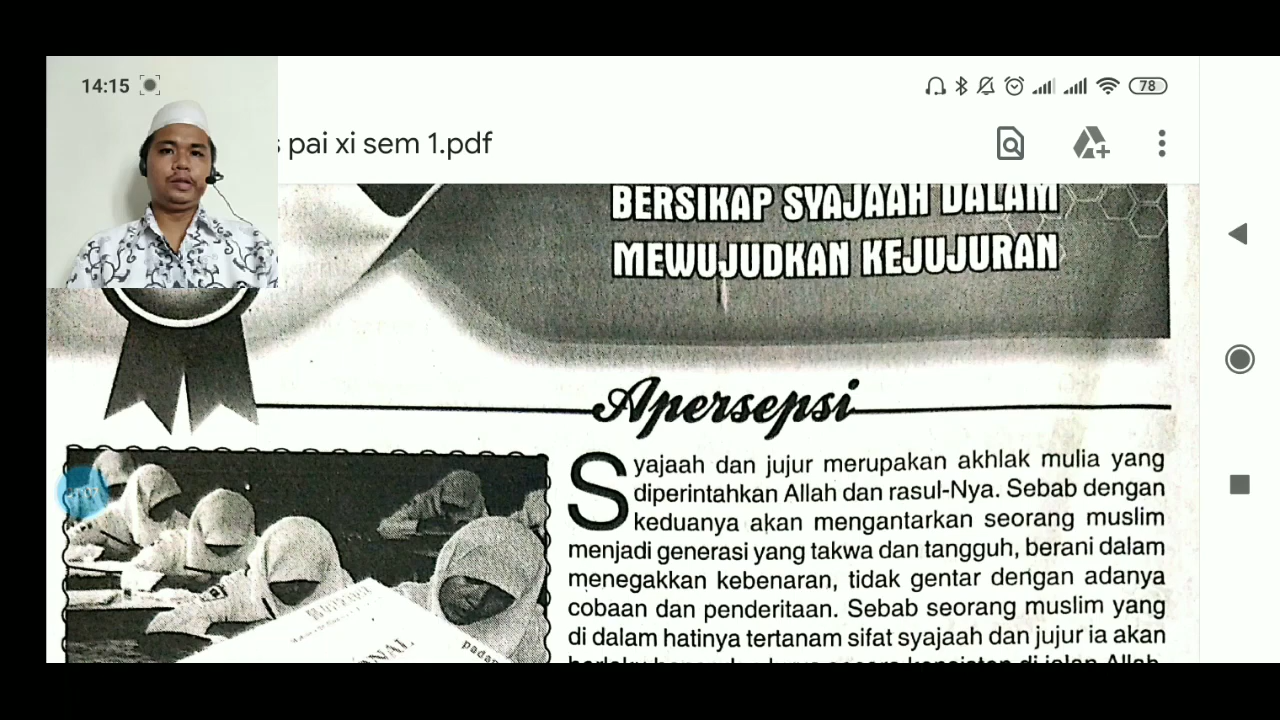 14:15
78
pai xi sem 1.pdf
BERSIKAP SYAJAAH DALAM
MEWUJUDKAN KEJUJURAN
Apersepsi
Syajaah dan jujur merupakan akhlak mulia yang
diperintahkan Allah dan rasul-Nya. Sebab dengan
keduanya akan mengantarkan seorang muslim
menjadi generasi yang takwa dan tangguh, berani dalam
menegakkan kebenaran, tidak gentar dengan adanya
cobaan dan penderitaan. Sebab seorang muslim yang
di dalam hatinya tertanam sifat syajaah dan jujur ia akan